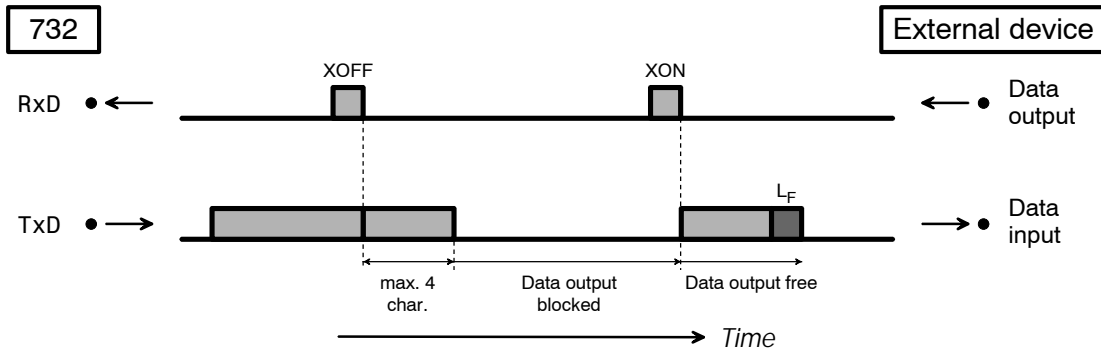 732
External device
XOFF
XON
RxD
Data
output
L_F
TxD
Data
input
max. 4
char.
Data output
blocked
Data output free
Time